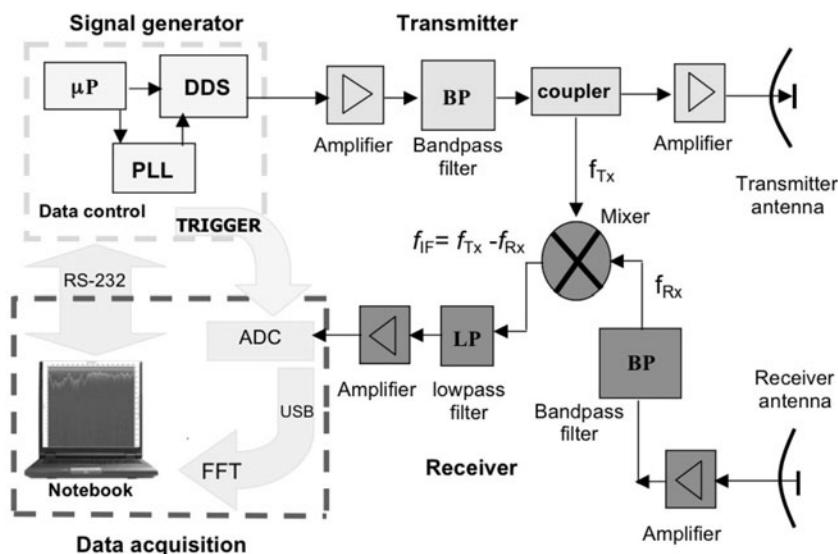 Signal generator
Transmitter
µP
DDS
PLL
Data control
Amplifier
BP
Bandpass
filter
coupler
Amplifier
Transmitter
antenna
f_Tx
Mixer
TRIGGER
f_IF= f_Tx -f_Rx
f_Rx
RS-232
ADC
Amplifier
LP
lowpass
filter
BP
Bandpass
filter
Receiver
antenna
USB
FFT
Notebook
Receiver
Amplifier
Data acquisition